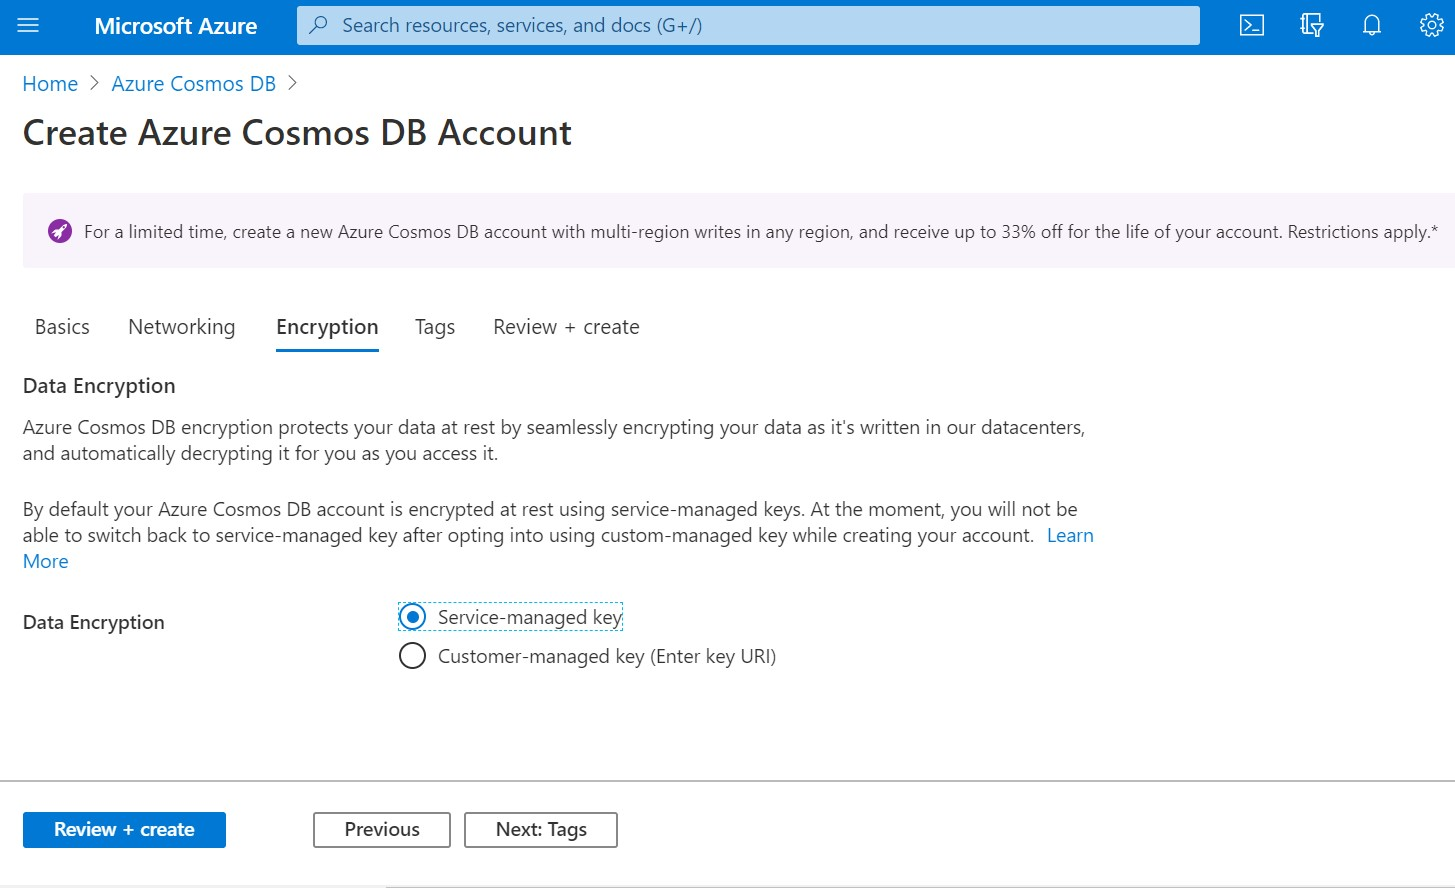 Microsoft Azure
Search resources, services, and docs (G+/)
Home > Azure Cosmos DB >
Create Azure Cosmos DB Account
For a limited time, create a new Azure Cosmos DB account with multi-region writes in any region, and receive up to 33% off for the life of your account. Restrictions apply.*
Basics Networking Encryption Tags Review + create
Data Encryption
Azure Cosmos DB encryption protects your data at rest by seamlessly encrypting your data as it's written in our datacenters,
and automatically decrypting it for you as you access it.
By default your Azure Cosmos DB account is encrypted at rest using service-managed keys. At the moment, you will not be
able to switch back to service-managed key after opting into using custom-managed key while creating your account. Learn
More
Data Encryption
Service-managed key
Customer-managed key (Enter key URI)
Review + create Previous Next: Tags